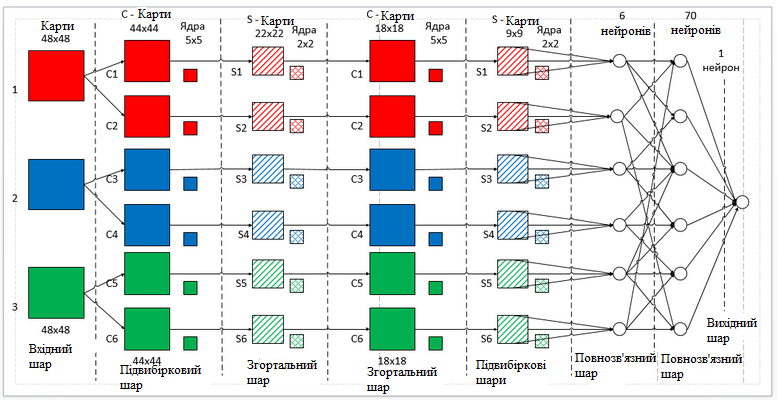 Карти
48x48
С - Карти
44x44
Ядра
5x5
S - Карти
22x22
Ядра
2x2
С - Карти
18x18
Ядра
5x5
S - Карти
9x9
Ядра
2x2
6
нейронів
70
нейронів
1
нейрон
1
C1
S1
C1
S1
C2
S2
C2
S2
2
C3
S3
C3
S3
C4
S4
C4
S4
3
C5
S5
C5
S5
C6
S6
C6
S6
48x48
Вхідний
шар
44x44
Підвибірковий
шар
Згортальний
шар
18x18
Згортальний
шар
Підвибіркові
шари
Повнозв'язний
шар
Повнозв'язний
шар
Вихідний
шар